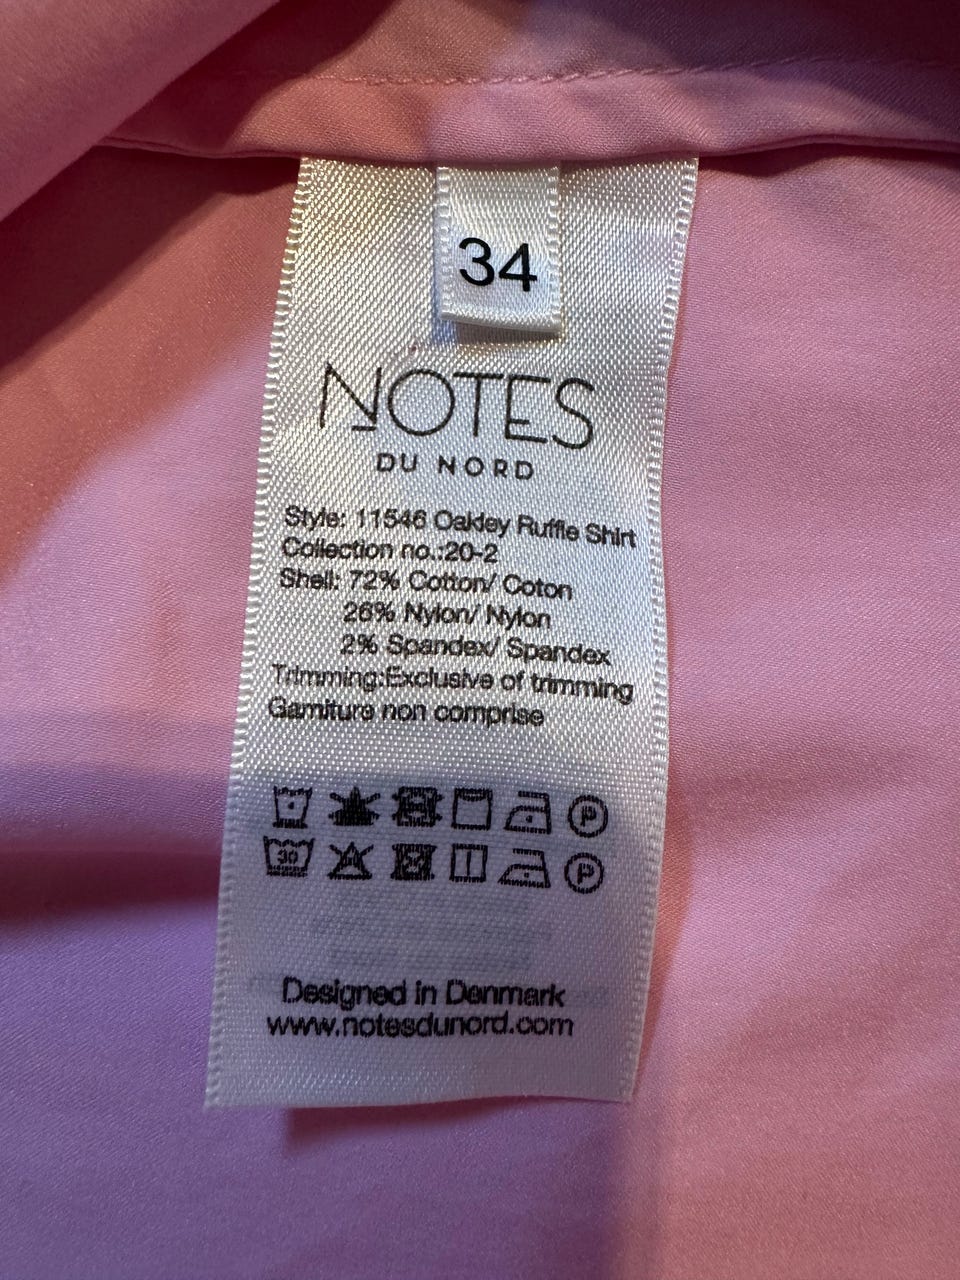 34
NOTES
DU NORD
Style: 11546 Oakley Ruffle Shirt
Collection no.:20-2
Shell: 72% Cotton/ Coton
26% Nylon/ Nylon
2% Spandex/ Spandex
Trimming:Exclusive of trimming
Garniture non comprise
P
30
P
Designed in Denmark
www.notesdunord.com